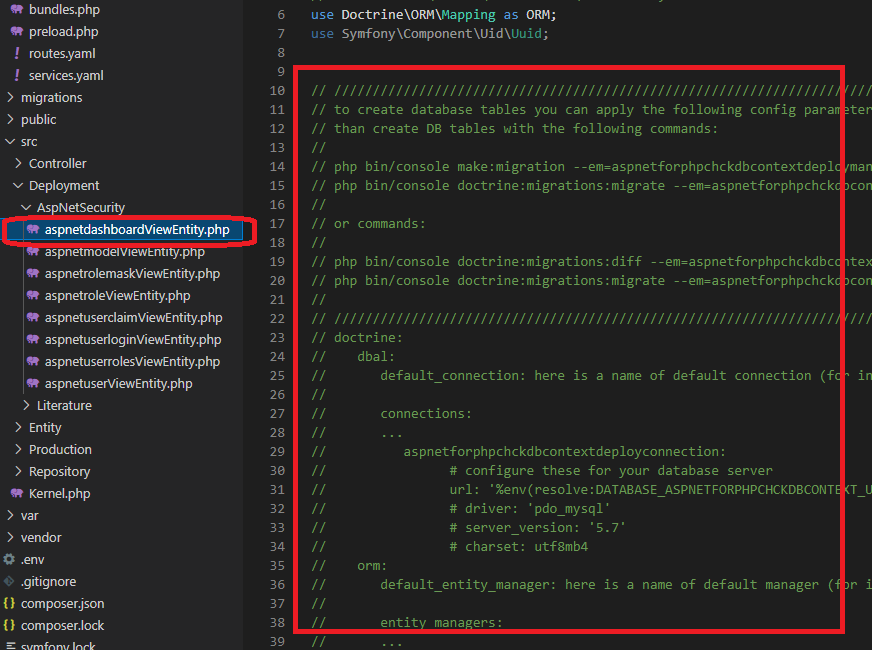 bundles.php
preload.php
! routes.yaml
! services.yaml
> migrations
> public
src
> Controller
Deployment
AspNetSecurity
aspnetdashboardViewEntity.php
aspnetmodelViewEntity.php
aspnetrolemaskViewEntity.php
aspnetroleViewEntity.php
aspnetuserclaimViewEntity.php
aspnetuserloginViewEntity.php
aspnetuserrolesViewEntity.php
aspnetuserViewEntity.php
> Literature
> Entity
> Production
> Repository
Kernel.php
> var
> vendor
.env
.gitignore
{} composer.json
{} composer.lock
symfony.lock
6 use Doctrine\ORM\Mapping as ORM;
7 use Symfony\Component\Uid\Uuid;
8
9
10 // ///////////////////////////////////////////////////////////////////////
11 // to create database tables you can apply the following config parameter
12 // than create DB tables with the following commands:
13 //
14 // php bin/console make:migration --em=aspnetforphpchckdbcontextdeployman
15 // php bin/console doctrine:migrations:migrate --em=aspnetforphpchckdbcon
16 //
17 // or commands:
18 //
19 // php bin/console doctrine:migrations:diff --em=aspnetforphpchckdbcontex
20 // php bin/console doctrine:migrations:migrate --em=aspnetforphpchckdbcon
21 //
22 // ///////////////////////////////////////////////////////////////////////
23 // doctrine:
24 // dbal:
25 // default_connection: here is a name of default connection (for in
26 //
27 // connections:
28 // ...
29 // aspnetforphpchckdbcontextdeployconnection:
30 // # configure these for your database server
31 // url: '%env(resolve:DATABASE_ASPNETFORPHPCHCKDBCONTEXT_U
32 // # driver: 'pdo_mysql'
33 // # server_version: '5.7'
34 // # charset: utf8mb4
35 // orm:
36 // default_entity_manager: here is a name of default manager (for i
37 //
38 // entity_managers:
39 // ...